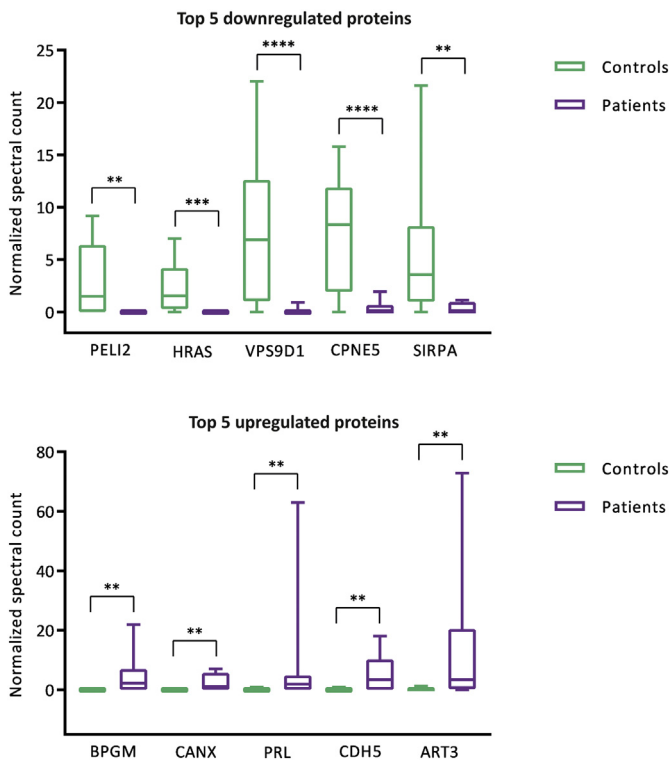 Top 5 downregulated proteins
Normalized spectral count
25
20
15
10
5
0
**
***
****
****
**
PELI2 HRAS VPS9D1 CPNE5 SIRPA
Controls
Patients
Top 5 upregulated proteins
Normalized spectral count
80
60
40
20
0
**
**
**
**
**
BPGM CANX PRL CDH5 ART3
Controls
Patients